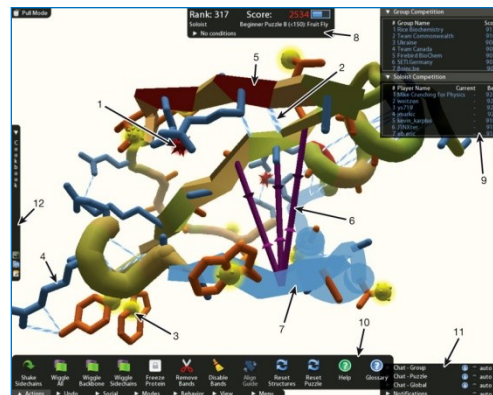 Pull Mode
Rank: 317 Score: 2534
Soloist Beginner Puzzle 8 (<150): Fruit Fly
No conditions
8
Group Competition
# Group Name
1 Rice Biochemistry
2 Team Commonwealth
3 Ukraine
4 Team Canada
5 Firebird BioChem
6 SETI.Germany
Soloist Competition
# Player Name Current
1 Mike Crunching for Physics
9
1
5
2
Cookbook
12
4
3
6
7
10
11
Shake Sidechains
Wiggle All
Wiggle Backbone
Wiggle Sidechains
Freeze Protein
Remove Bands
Disable Bands
Align Guide
Reset Structures
Reset Puzzle
Help
Glossary
Actions Undo Social Modes Behavior View Menu
Chat - Group auto
Chat - Puzzle auto
Chat - Global auto
Notifications auto